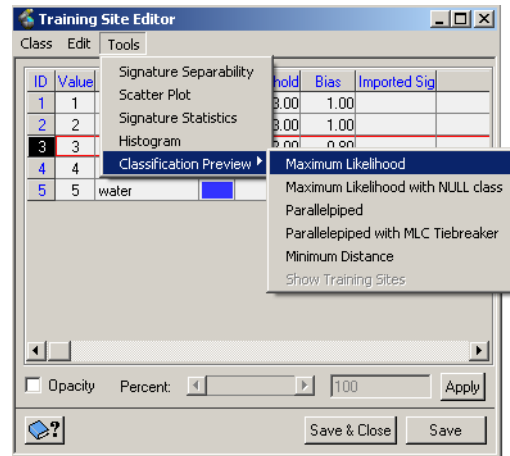 Training Site Editor
Class Edit Tools
ID Value hold Bias Imported Sig
1 1 3.00 1.00
2 2 3.00 1.00
3 3
4 4
5 5 water
Signature Separability
Scatter Plot
Signature Statistics
Histogram
Classification Preview
Maximum Likelihood
Maximum Likelihood with NULL class
Parallelpiped
Parallelepiped with MLC Tiebreaker
Minimum Distance
Show Training Sites
Opacity Percent: 100 Apply
? Save & Close Save